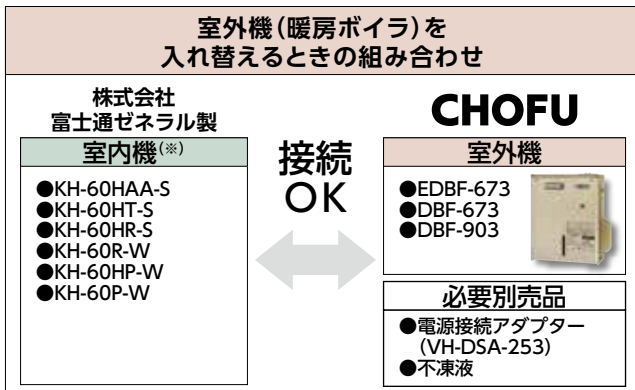 室外機(暖房ボイラ)を
入れ替えるときの組み合わせ
株式会社
富士通ゼネラル製
室内機(※)
●KH-60HAA-S
●KH-60HT-S
●KH-60HR-S
●KH-60R-W
●KH-60HP-W
●KH-60P-W
接続
OK
CHOFU
室外機
●EDBF-673
●DBF-673
●DBF-903
必要別売品
●電源接続アダプター
(VH-DSA-253)
●不凍液